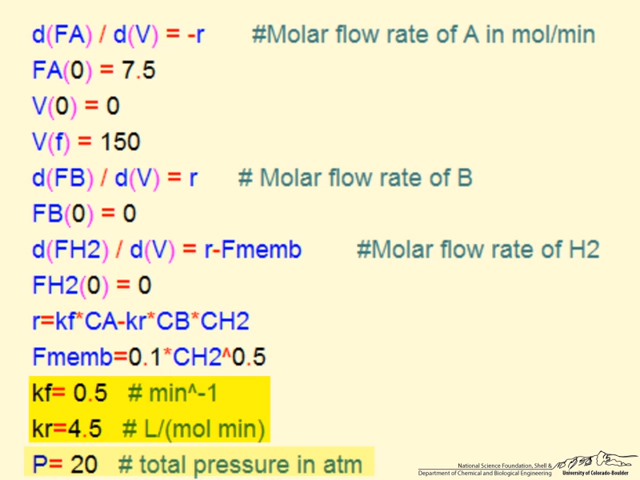 d(FA) / d(V) = -r #Molar flow rate of A in mol/min
FA(0) = 7.5
V(0) = 0
V(f) = 150
d(FB) / d(V) = r # Molar flow rate of B
FB(0) = 0
d(FH2) / d(V) = r-Fmemb #Molar flow rate of H2
FH2(0) = 0
r=kf*CA-kr*CB*CH2
Fmemb=0.1*CH2^0.5
kf= 0.5 # min^-1
kr=4.5 # L/(mol min)
P= 20 # total pressure in atm
National Science Foundation, Shell &
Department of Chemical and Biological Engineering
University of Colorado-Boulder